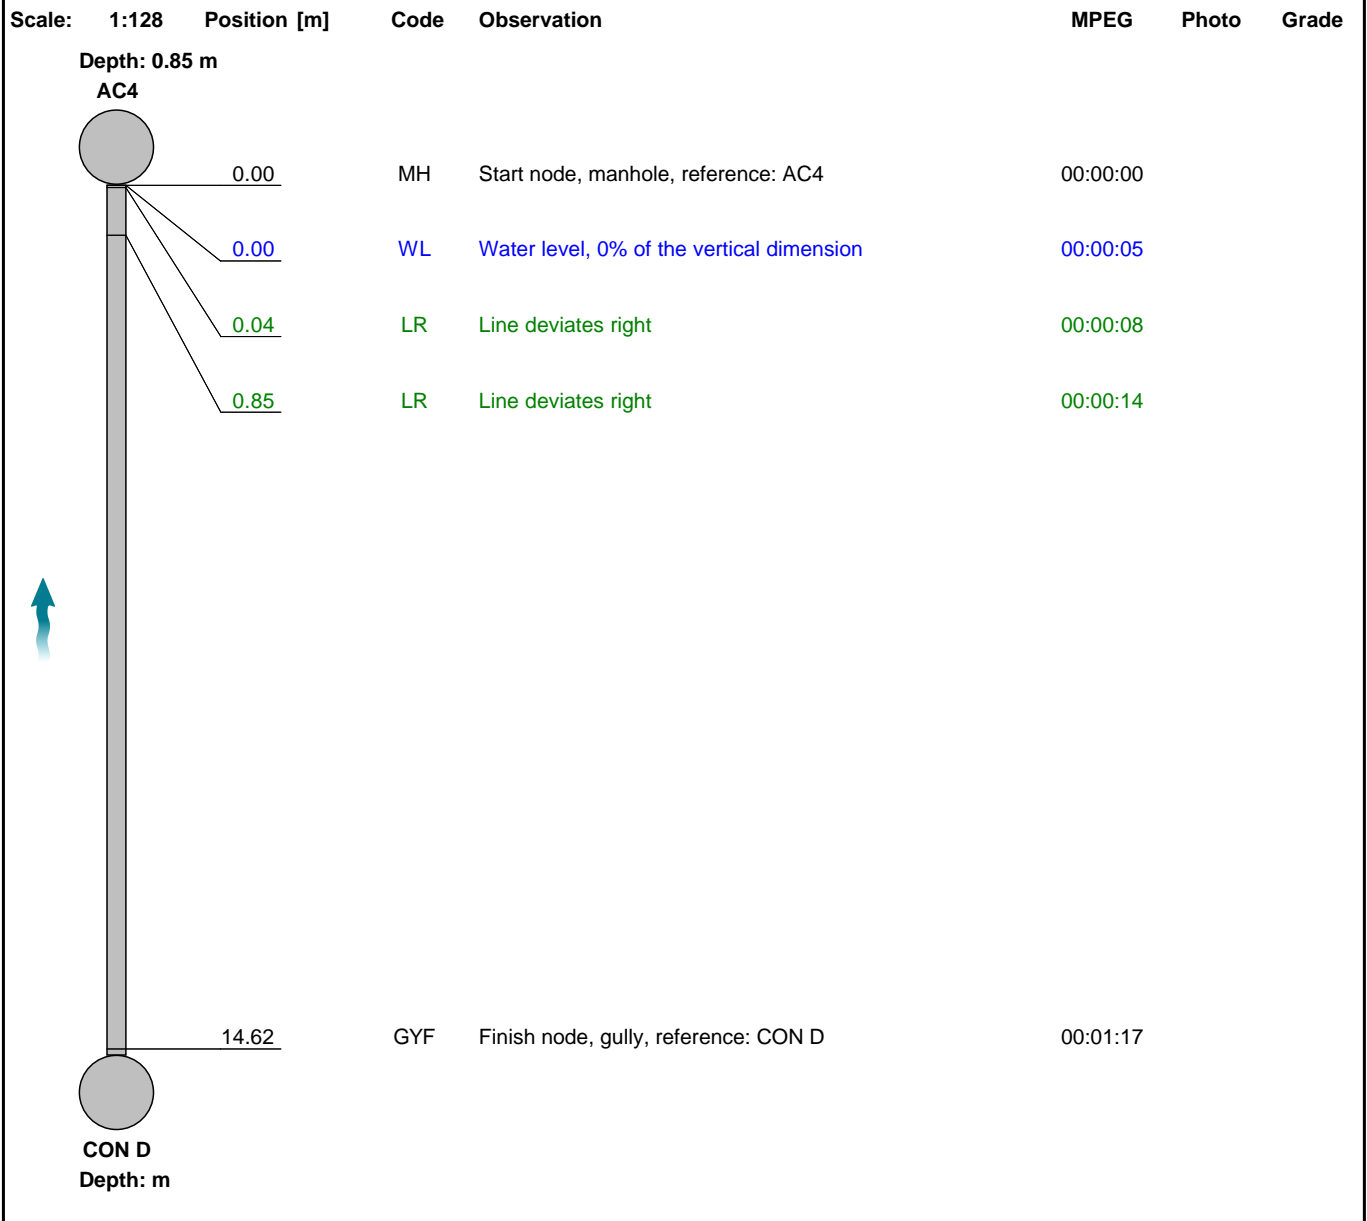 Scale: 1:128 Position [m] Code Observation MPEG Photo Grade
Depth: 0.85 m
AC4
0.00 MH Start node, manhole, reference: AC4 00:00:00
0.00 WL Water level, 0% of the vertical dimension 00:00:05
0.04 LR Line deviates right 00:00:08
0.85 LR Line deviates right 00:00:14
14.62 GYF Finish node, gully, reference: CON D 00:01:17
CON D
Depth: m